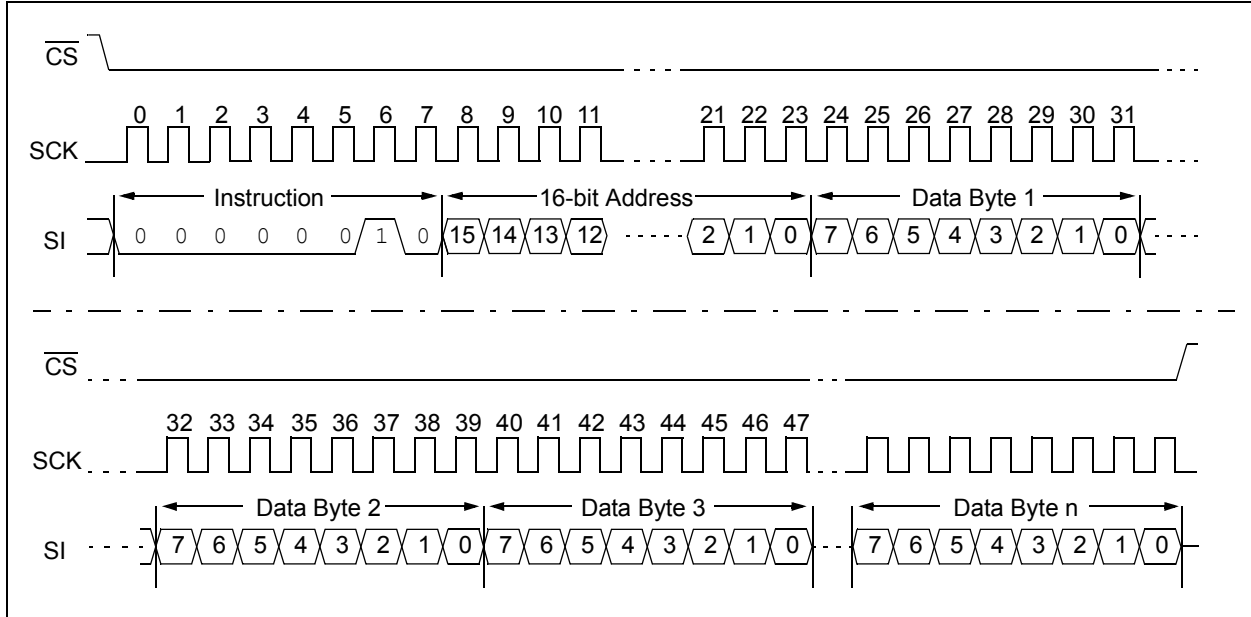 CS
0 1 2 3 4 5 6 7 8 9 10 11 21 22 23 24 25 26 27 28 29 30 31
SCK
Instruction 16-bit Address Data Byte 1
SI 0 0 0 0 0 0 1 0 15 14 13 12 2 1 0 7 6 5 4 3 2 1 0
CS
32 33 34 35 36 37 38 39 40 41 42 43 44 45 46 47
SCK
Data Byte 2 Data Byte 3 Data Byte n
SI 7 6 5 4 3 2 1 0 7 6 5 4 3 2 1 0 7 6 5 4 3 2 1 0